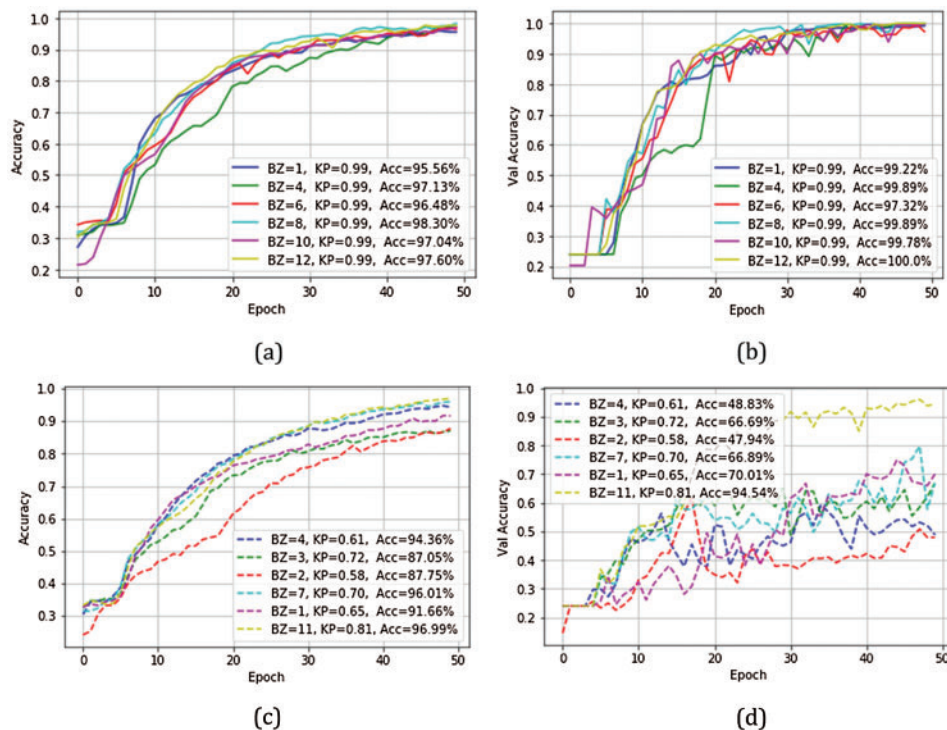 1.0
0.9
0.8
0.7
0.6
0.5
0.4
0.3
0.2
Accuracy
BZ=1, KP=0.99, Acc=95.56%
BZ=4, KP=0.99, Acc=97.13%
BZ=6, KP=0.99, Acc=96.48%
BZ=8, KP=0.99, Acc=98.30%
BZ=10, KP=0.99, Acc=97.04%
BZ=12, KP=0.99, Acc=97.60%
0 10 20 30 40 50
Epoch
(a)
1.0
0.9
0.8
0.7
0.6
0.5
0.4
0.3
0.2
Val Accuracy
BZ=1, KP=0.99, Acc=99.22%
BZ=4, KP=0.99, Acc=99.89%
BZ=6, KP=0.99, Acc=97.32%
BZ=8, KP=0.99, Acc=99.89%
BZ=10, KP=0.99, Acc=99.78%
BZ=12, KP=0.99, Acc=100.0%
0 10 20 30 40 50
Epoch
(b)
1.0
0.9
0.8
0.7
0.6
0.5
0.4
0.3
Accuracy
BZ=4, KP=0.61, Acc=94.36%
BZ=3, KP=0.72, Acc=87.05%
BZ=2, KP=0.58, Acc=87.75%
BZ=7, KP=0.70, Acc=96.01%
BZ=1, KP=0.65, Acc=91.66%
BZ=11, KP=0.81, Acc=96.99%
0 10 20 30 40 50
Epoch
(c)
1.0
0.9
0.8
0.7
0.6
0.5
0.4
0.3
0.2
Val Accuracy
BZ=4, KP=0.61, Acc=48.83%
BZ=3, KP=0.72, Acc=66.69%
BZ=2, KP=0.58, Acc=47.94%
BZ=7, KP=0.70, Acc=66.89%
BZ=1, KP=0.65, Acc=70.01%
BZ=11, KP=0.81, Acc=94.54%
0 10 20 30 40 50
Epoch
(d)